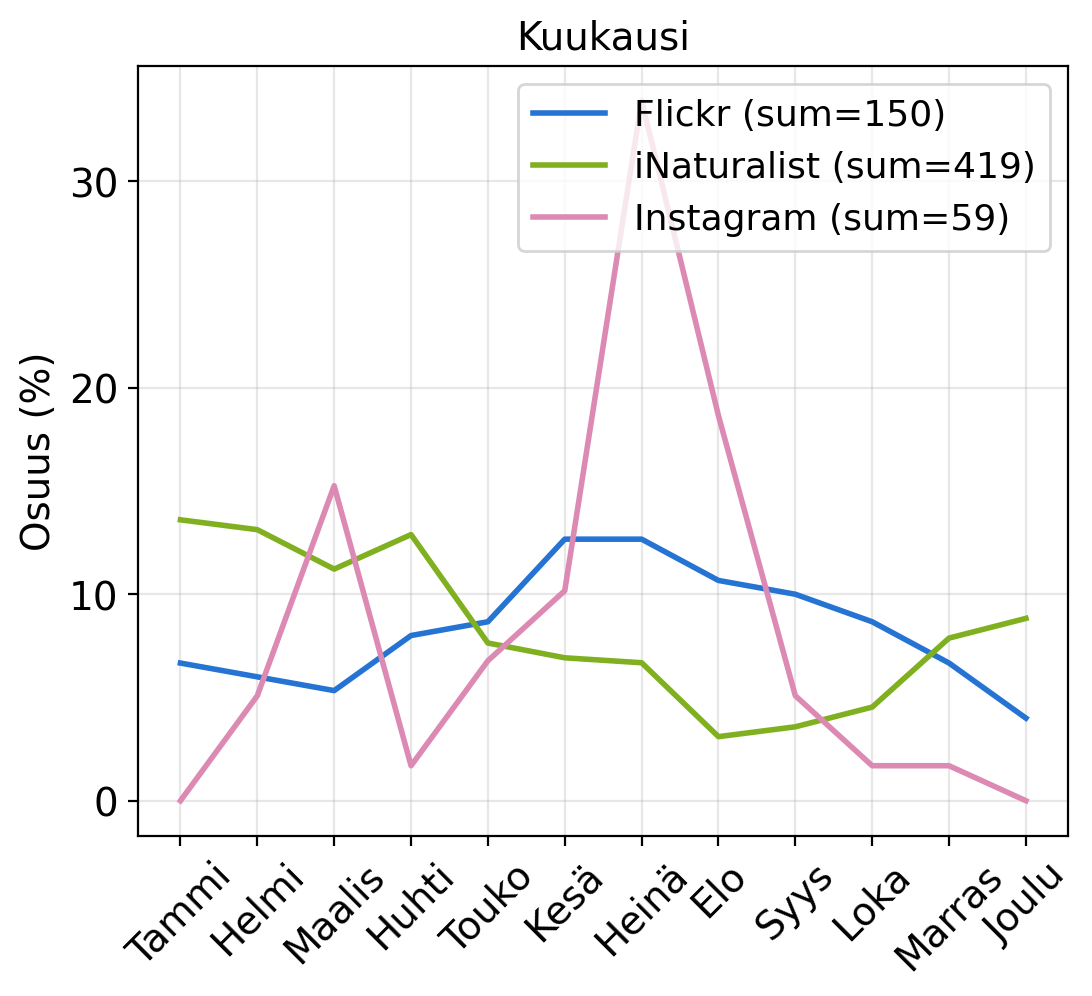 Kuukausi
Flickr (sum=150)
iNaturalist (sum=419)
Instagram (sum=59)
Osuus (%)
30
20
10
0
Tammi
Helmi
Maalis
Huhti
Touko
Kesä
Heinä
Elo
Syys
Loka
Marras
Joulu